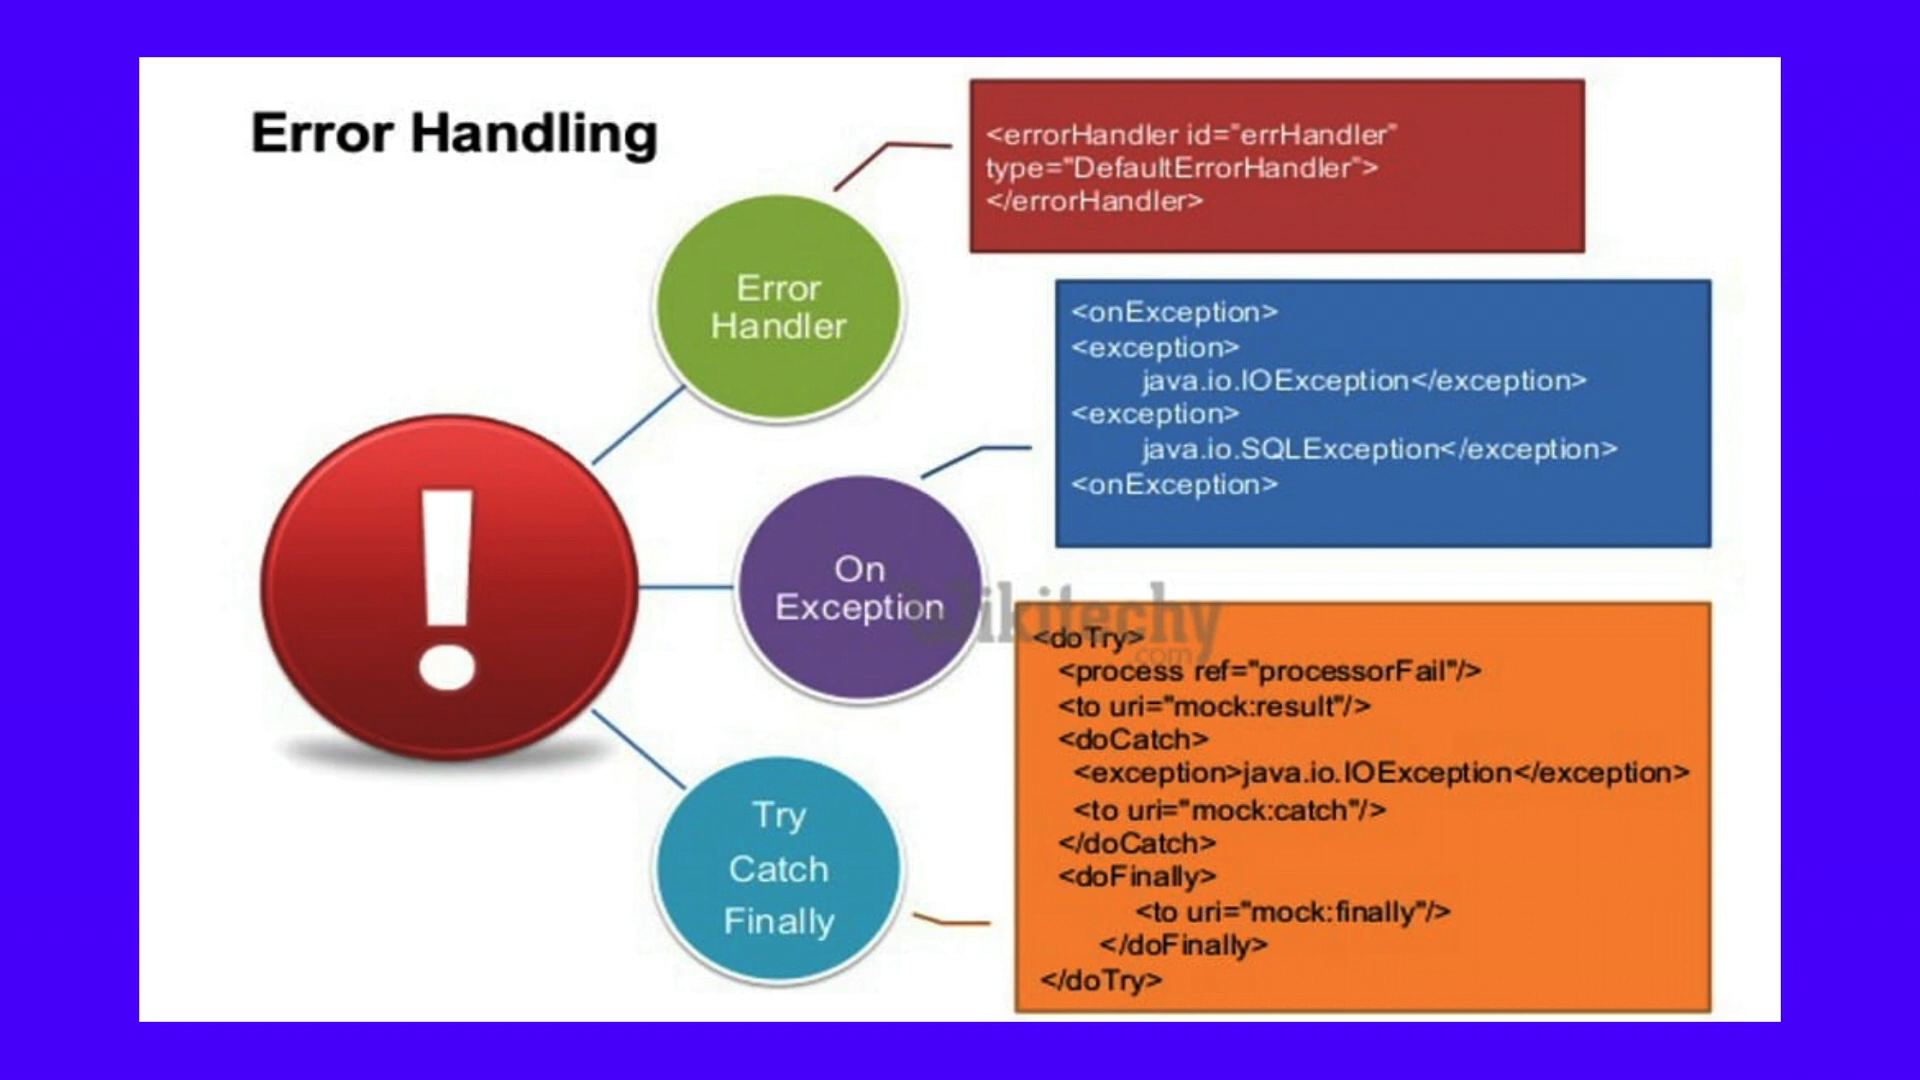 Error Handling
<errorHandler id="errHandler"
type="DefaultErrorHandler">
</errorHandler>
Error
Handler
<onException>
<exception>
java.io.IOException</exception>
<exception>
java.io.SQLException</exception>
<onException>
On
Exception
Wikitechy
.com
<doTry>
<process ref="processorFail"/>
<to uri="mock:result"/>
<doCatch>
<exception>java.io.IOException</exception>
<to uri="mock:catch"/>
</doCatch>
<doFinally>
<to uri="mock:finally"/>
</doFinally>
</doTry>
Try
Catch
Finally